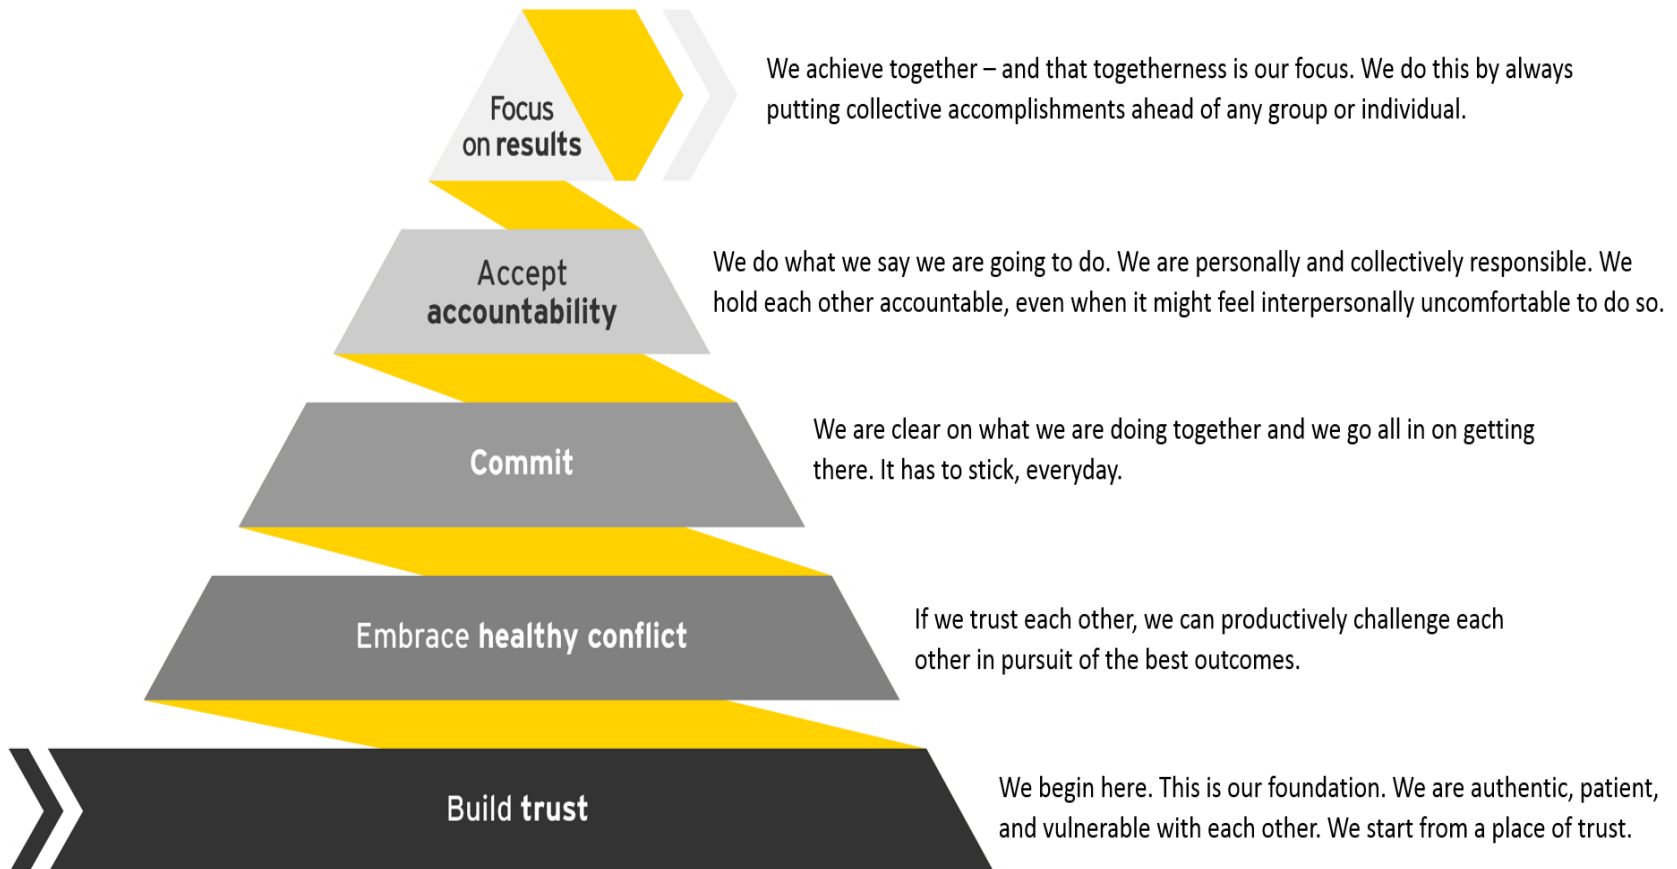 Focus
on results
We achieve together – and that togetherness is our focus. We do this by always
putting collective accomplishments ahead of any group or individual.
Accept
accountability
We do what we say we are going to do. We are personally and collectively responsible. We
hold each other accountable, even when it might feel interpersonally uncomfortable to do so.
Commit
We are clear on what we are doing together and we go all in on getting
there. It has to stick, everyday.
Embrace healthy conflict
If we trust each other, we can productively challenge each
other in pursuit of the best outcomes.
Build trust
We begin here. This is our foundation. We are authentic, patient,
and vulnerable with each other. We start from a place of trust.